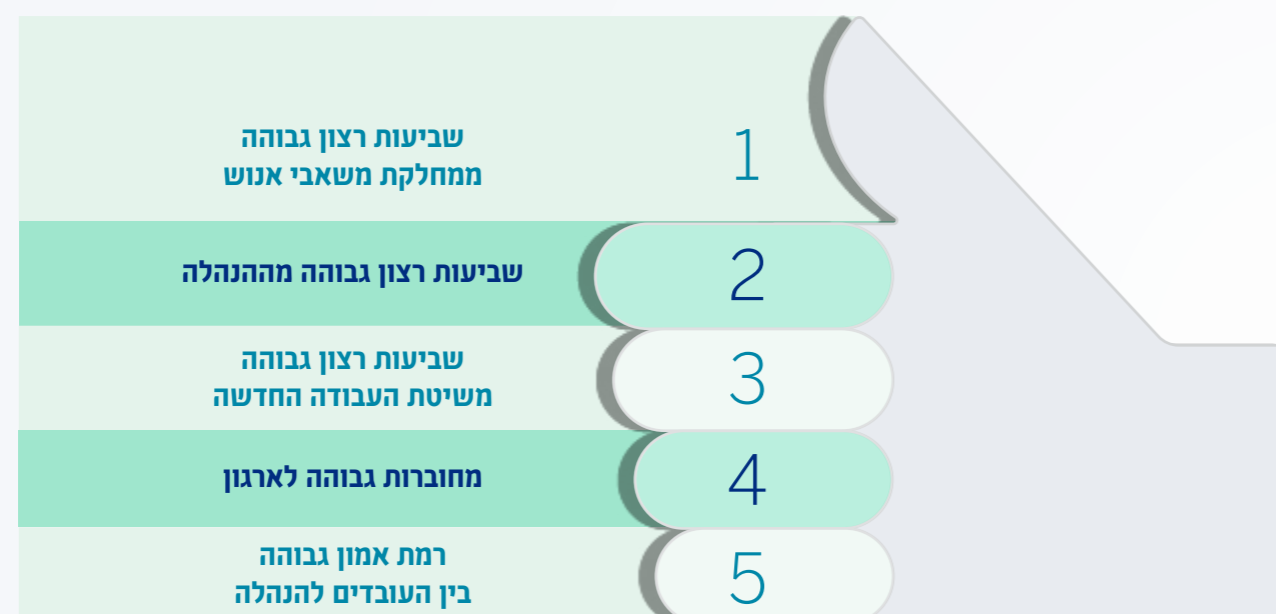 1
שביעות רצון גבוהה
ממחלקת משאבי אנוש
2
שביעות רצון גבוהה מההנהלה
3
שביעות רצון גבוהה
משיטת העבודה החדשה
4
מחוברות גבוהה לארגון
5
רמת אמון גבוהה
בין העובדים להנהלה